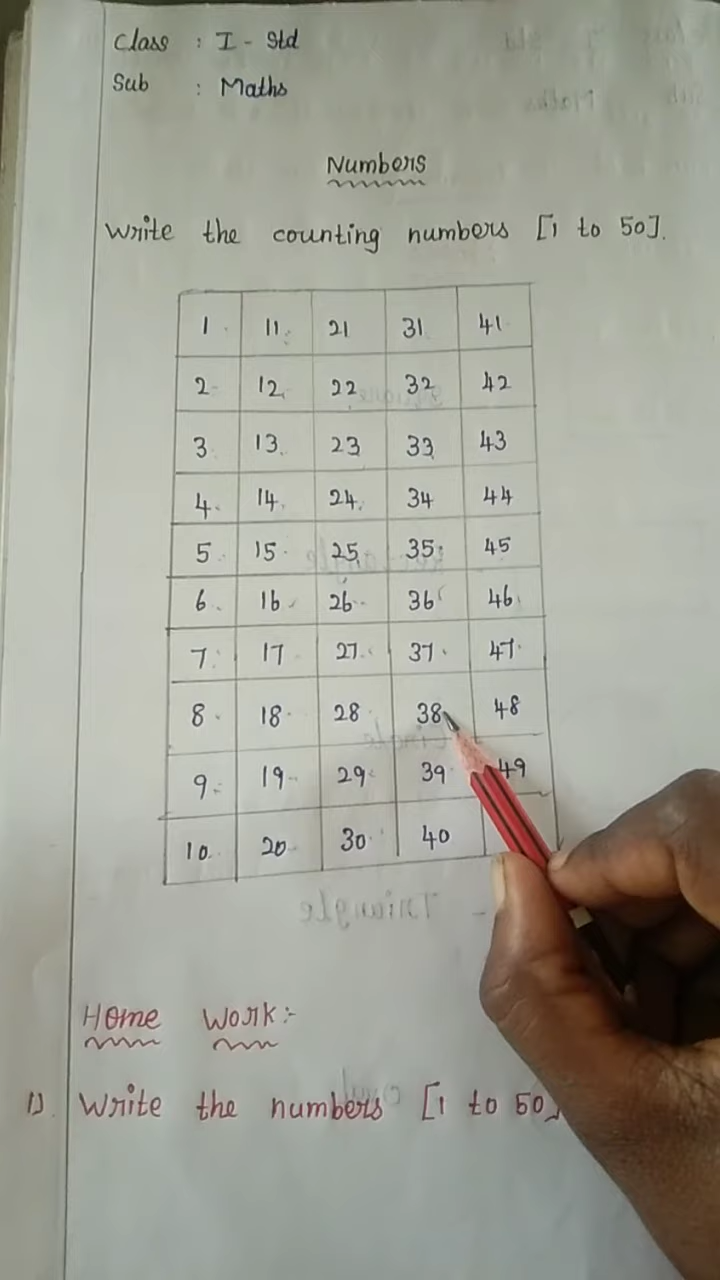 Class : I - Std
Sub : Maths
Numbers
Write the counting numbers [1 to 50].
1 11 21 31 41
2 12 22 32 42
3 13 23 33 43
4 14 24 34 44
5 15 25 35 45
6 16 26 36 46
7 17 27 37 47
8 18 28 38 48
9 19 29 39 49
10 20 30 40
- Triangle
Home Work:-
1). Write the numbers [1 to 50]